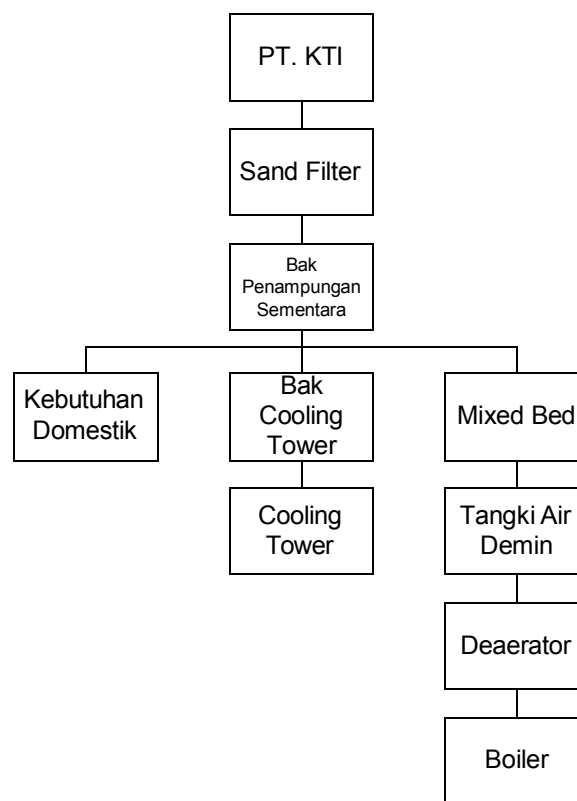 PT. KTI
Sand Filter
Bak
Penampungan
Sementara
Kebutuhan
Domestik
Bak
Cooling
Tower
Mixed Bed
Cooling
Tower
Tangki Air
Demin
Deaerator
Boiler